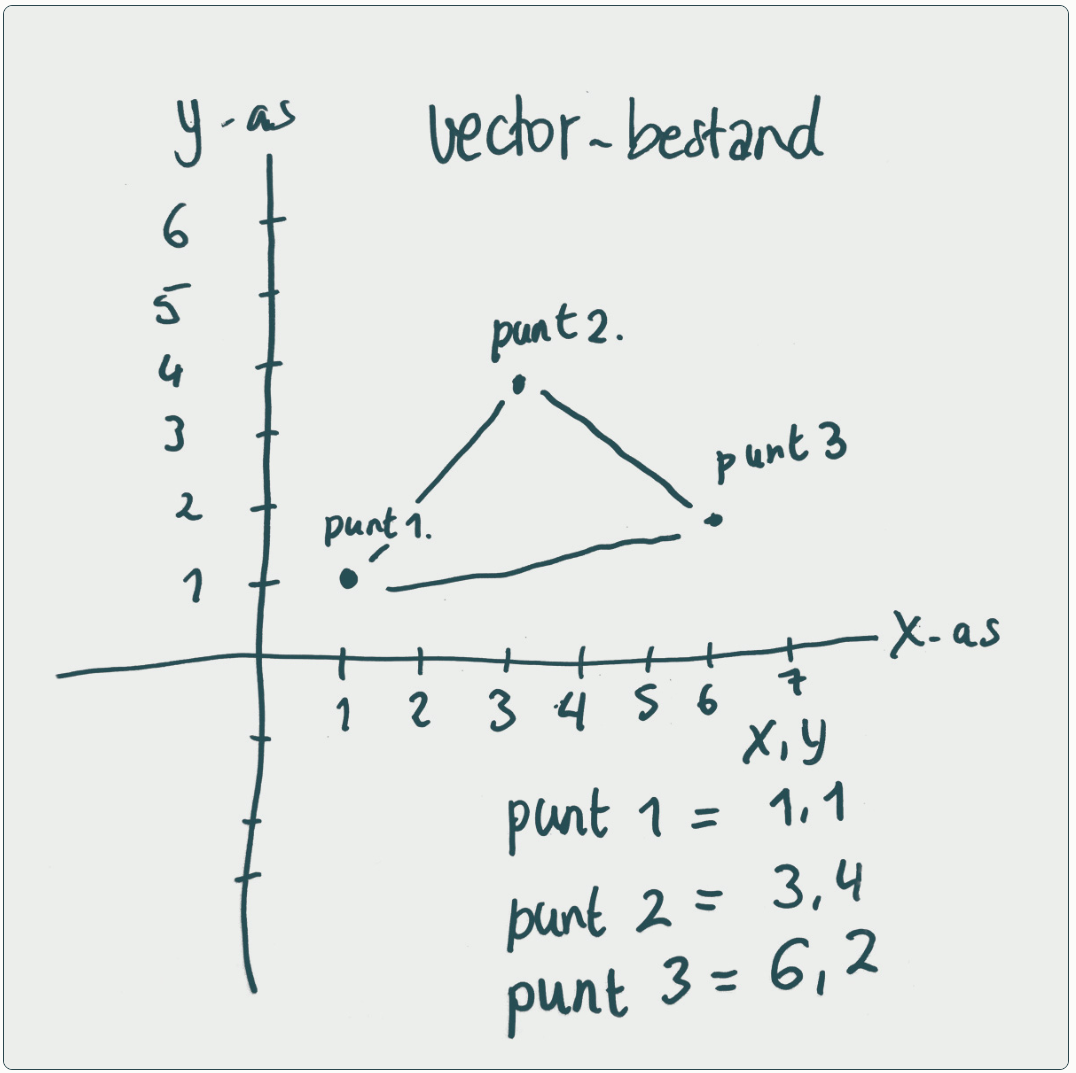 y-as
vector-bestand
6
5
4
3
2
1
punt 2.
punt 3
punt 1.
x-as
1 2 3 4 5 6 7
x,y
punt 1 = 1,1
punt 2 = 3,4
punt 3 = 6,2